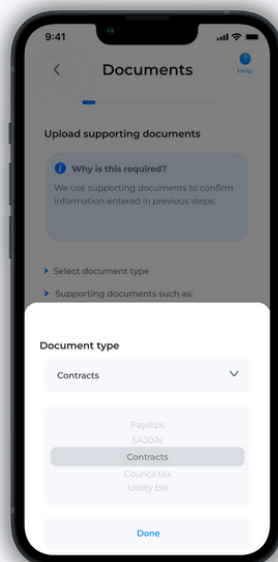 9:41
Documents
Help
Upload supporting documents
Why is this required?
We use supporting documents to confirm
information entered in previous steps.
Select document type
Supporting documents such as:
Document type
Contracts
Payslips
SA302s
Contracts
Council tax
Utility bill
Done